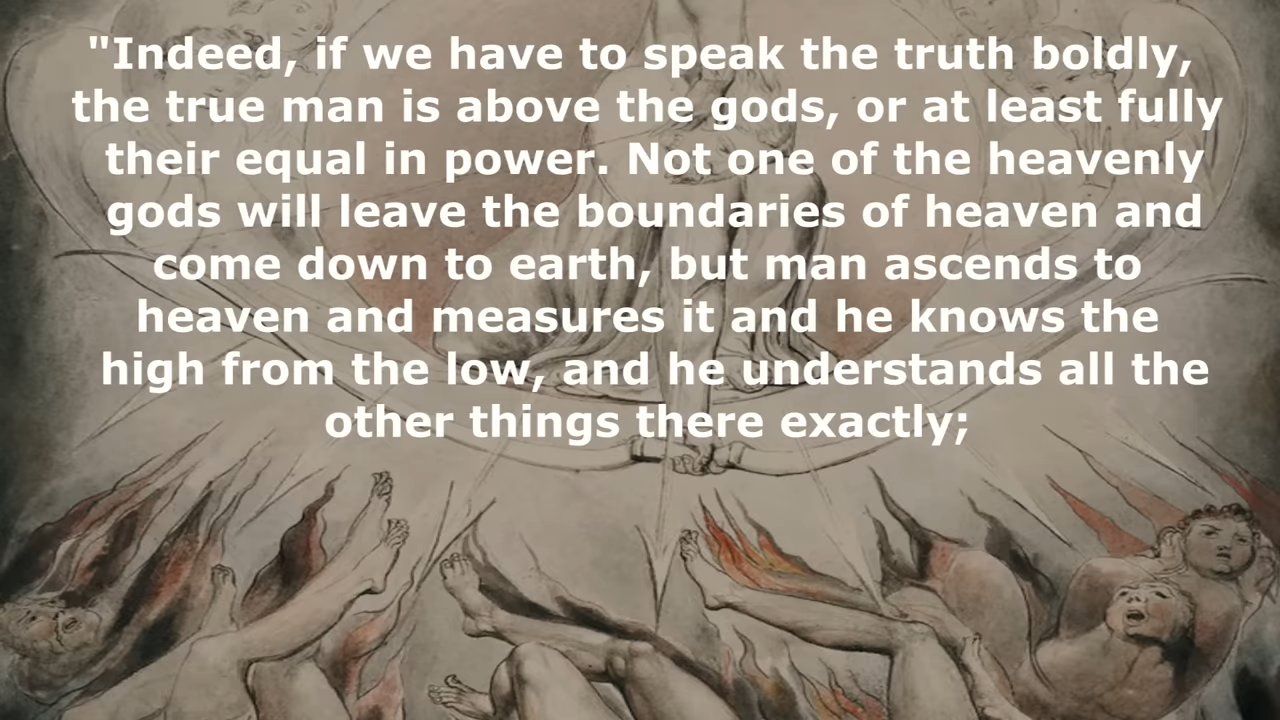 "Indeed, if we have to speak the truth boldly,
the true man is above the gods, or at least fully
their equal in power. Not one of the heavenly
gods will leave the boundaries of heaven and
come down to earth, but man ascends to
heaven and measures it and he knows the
high from the low, and he understands all the
other things there exactly;